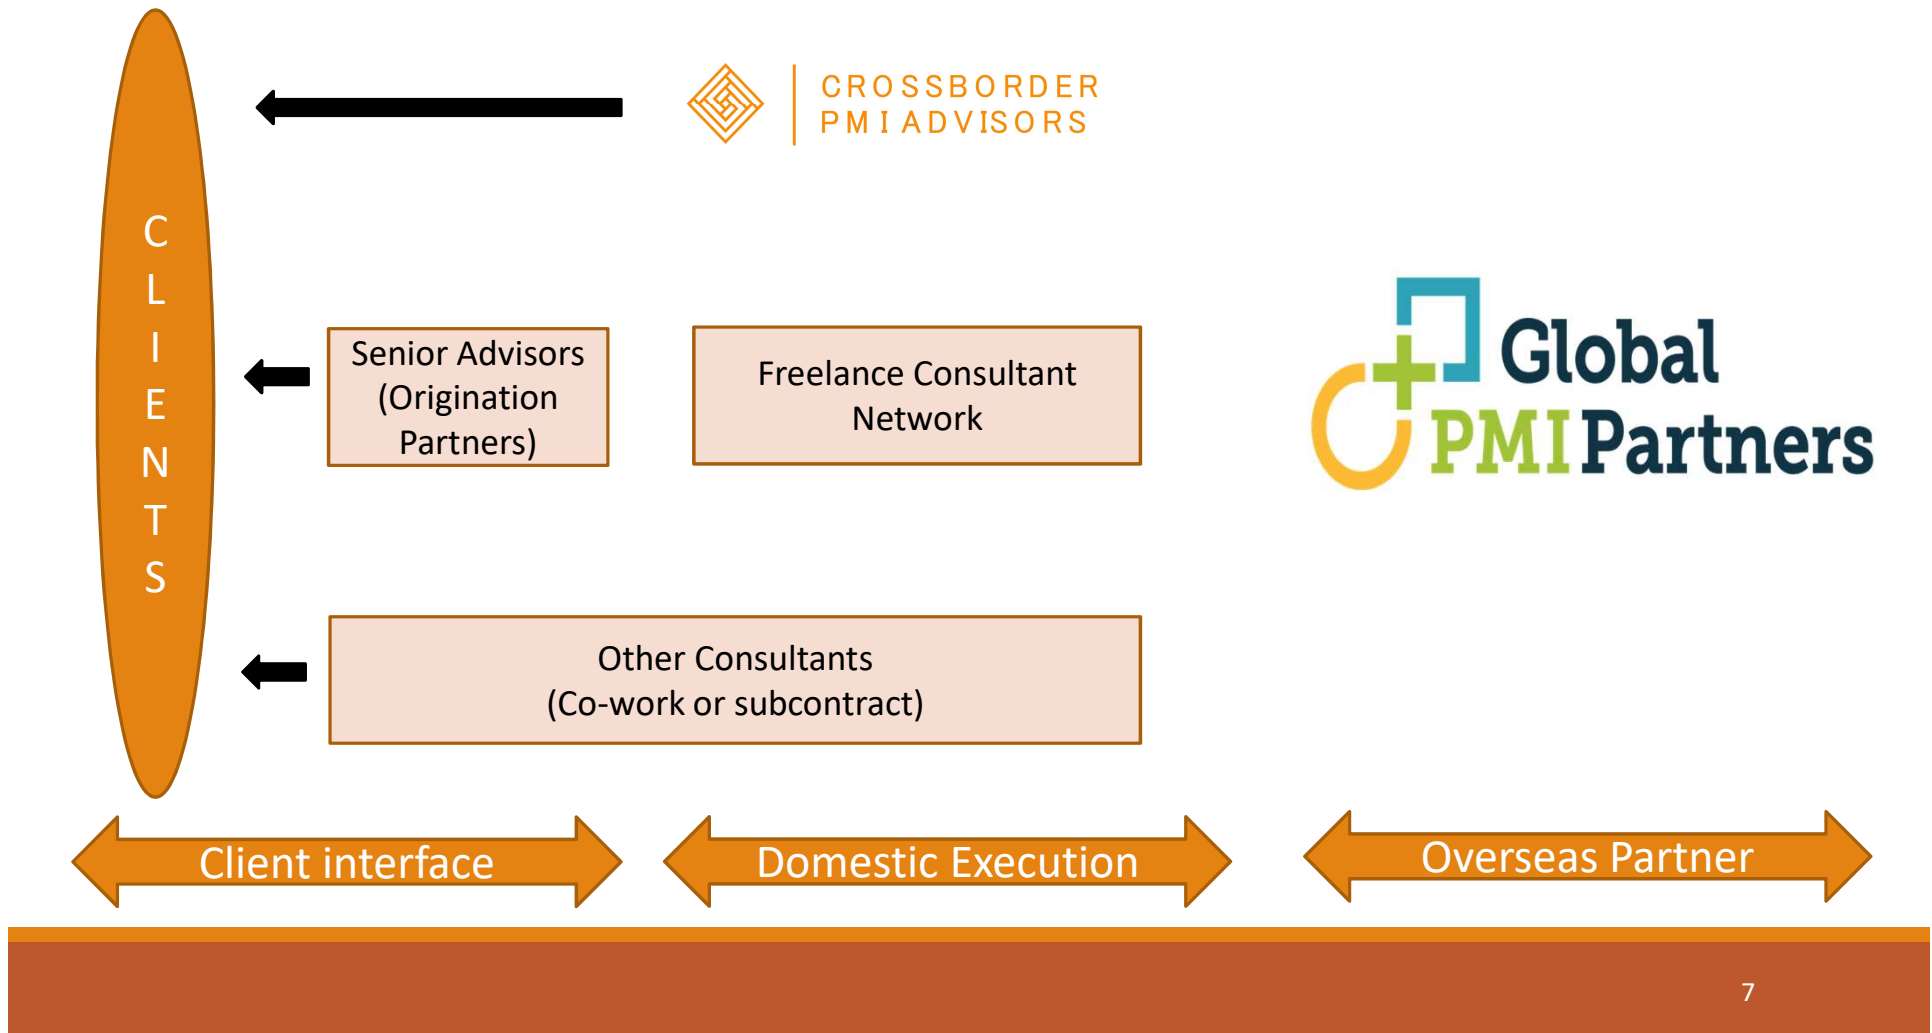 CROSSBORDER
PMI ADVISORS
CLIENTS
Senior Advisors
(Origination
Partners)
Freelance Consultant
Network
Global
PMI Partners
Other Consultants
(Co-work or subcontract)
Client interface
Domestic Execution
Overseas Partner
7